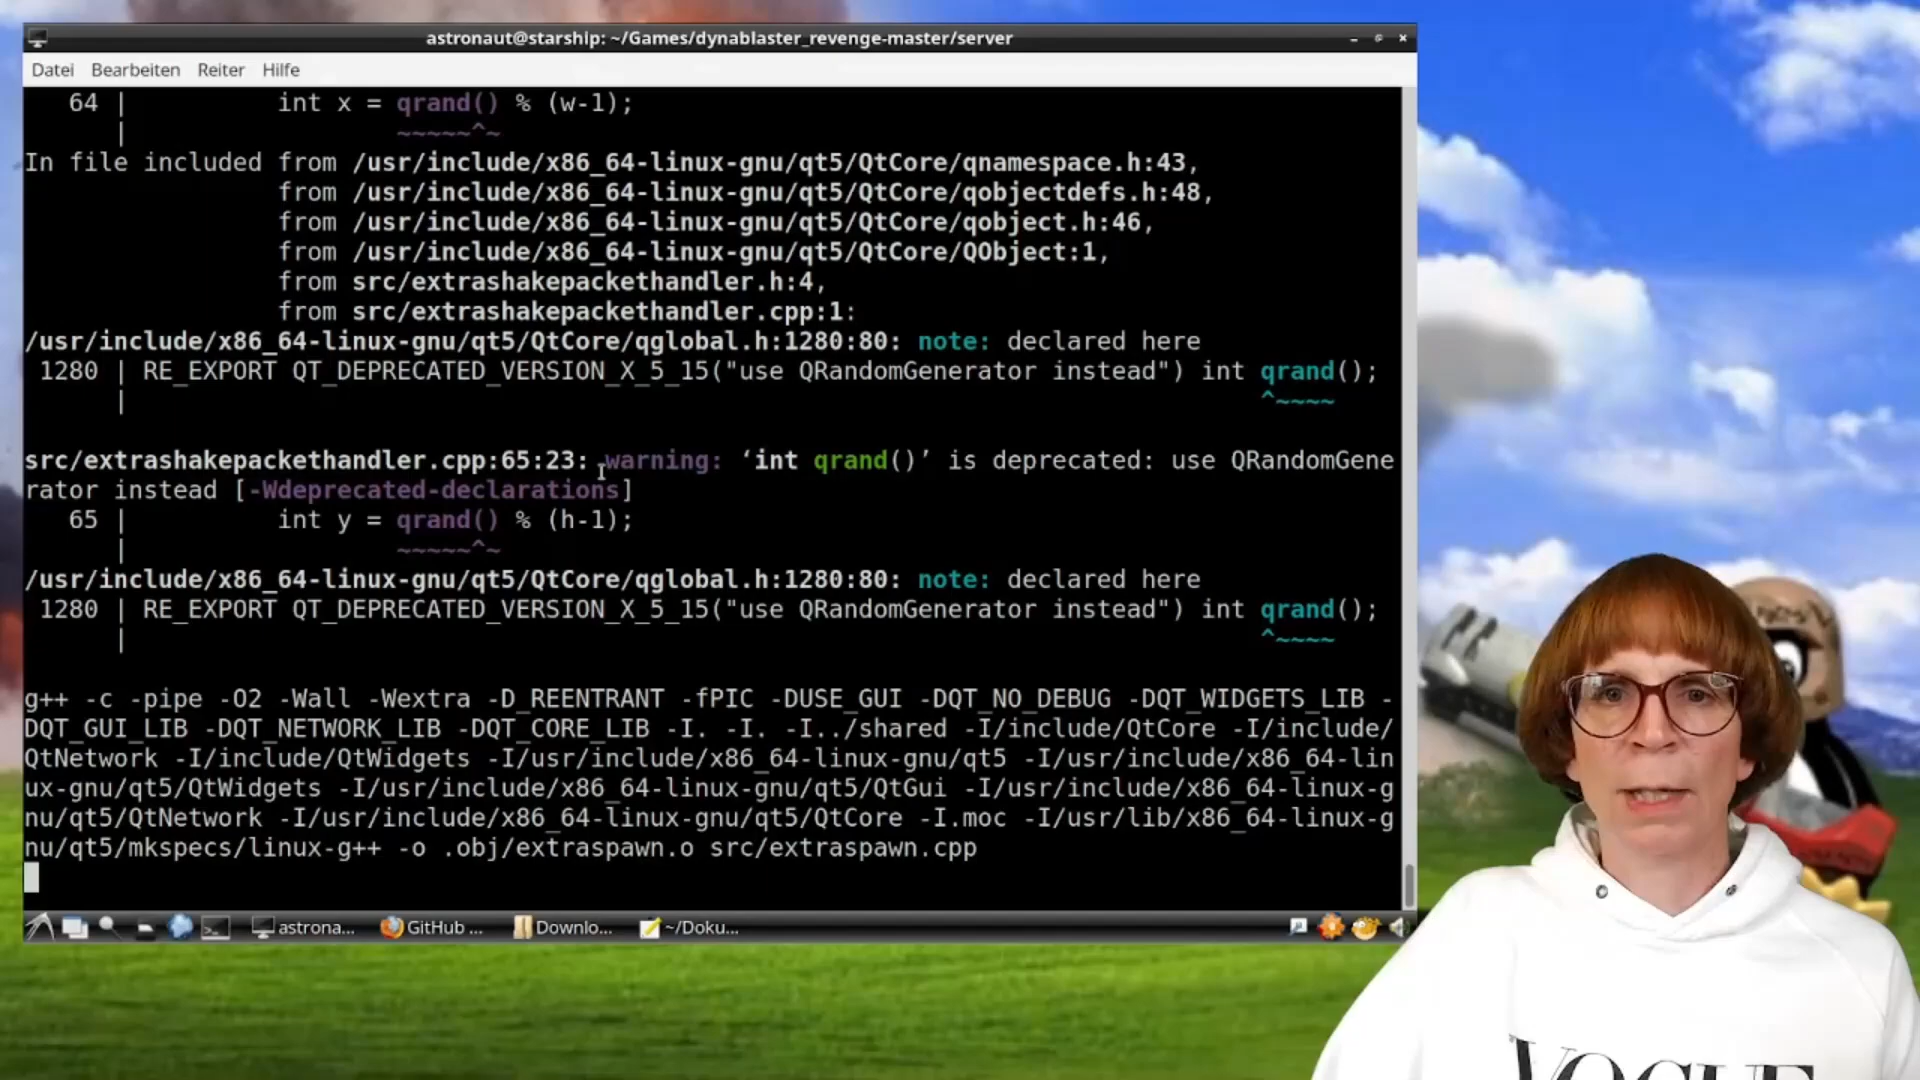 astronaut@starship: ~/Games/dynablaster_revenge-master/server
Datei Bearbeiten Reiter Hilfe
64 | int x = qrand() % (w-1);
| ~~~~~^~
In file included from /usr/include/x86_64-linux-gnu/qt5/QtCore/qnamespace.h:43,
from /usr/include/x86_64-linux-gnu/qt5/QtCore/qobjectdefs.h:48,
from /usr/include/x86_64-linux-gnu/qt5/QtCore/qobject.h:46,
from /usr/include/x86_64-linux-gnu/qt5/QtCore/QObject:1,
from src/extrashakepackethandler.h:4,
from src/extrashakepackethandler.cpp:1:
/usr/include/x86_64-linux-gnu/qt5/QtCore/qglobal.h:1280:80: note: declared here
1280 | RE_EXPORT QT_DEPRECATED_VERSION_X_5_15("use QRandomGenerator instead") int qrand();
| ^~~~~
src/extrashakepackethandler.cpp:65:23: warning: ‘int qrand()’ is deprecated: use QRandomGene
rator instead [-Wdeprecated-declarations]
65 | int y = qrand() % (h-1);
| ~~~~~^~
/usr/include/x86_64-linux-gnu/qt5/QtCore/qglobal.h:1280:80: note: declared here
1280 | RE_EXPORT QT_DEPRECATED_VERSION_X_5_15("use QRandomGenerator instead") int qrand();
| ^~~~~
g++ -c -pipe -O2 -Wall -Wextra -D_REENTRANT -fPIC -DUSE_GUI -DQT_NO_DEBUG -DQT_WIDGETS_LIB -
DQT_GUI_LIB -DQT_NETWORK_LIB -DQT_CORE_LIB -I. -I. -I../shared -I/include/QtCore -I/include/
QtNetwork -I/include/QtWidgets -I/usr/include/x86_64-linux-gnu/qt5 -I/usr/include/x86_64-lin
ux-gnu/qt5/QtWidgets -I/usr/include/x86_64-linux-gnu/qt5/QtGui -I/usr/include/x86_64-linux-g
nu/qt5/QtNetwork -I/usr/include/x86_64-linux-gnu/qt5/QtCore -I.moc -I/usr/lib/x86_64-linux-g
nu/qt5/mkspecs/linux-g++ -o .obj/extraspawn.o src/extraspawn.cpp
astrona... GitHub ... Downlo... ~/Doku...
VOGUE